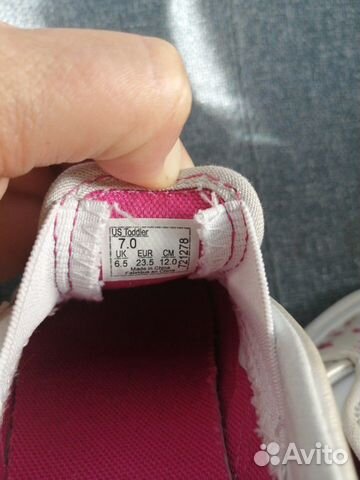 US Toddler
7.0
UK EUR CM
6.5 23.5 12.0
Made in China
Fabriqué en Chine
721278
Avito